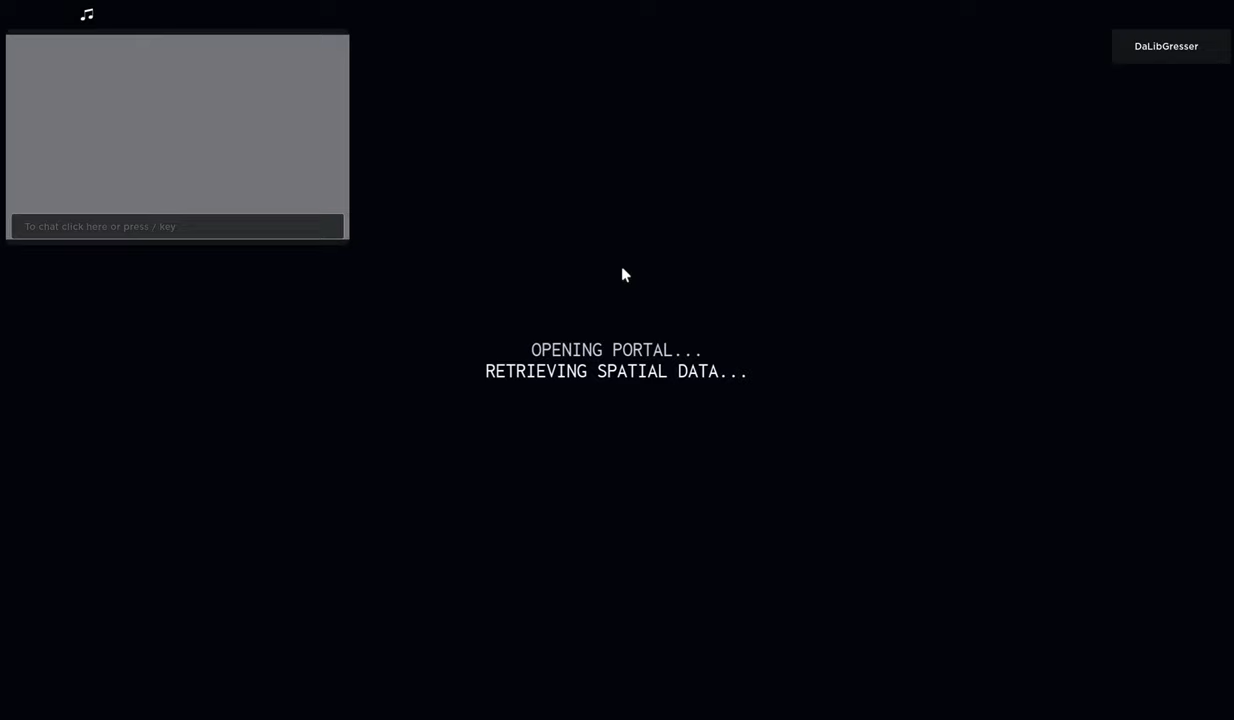 DaLibGresser
To chat click here or press / key
OPENING PORTAL...
RETRIEVING SPATIAL DATA...